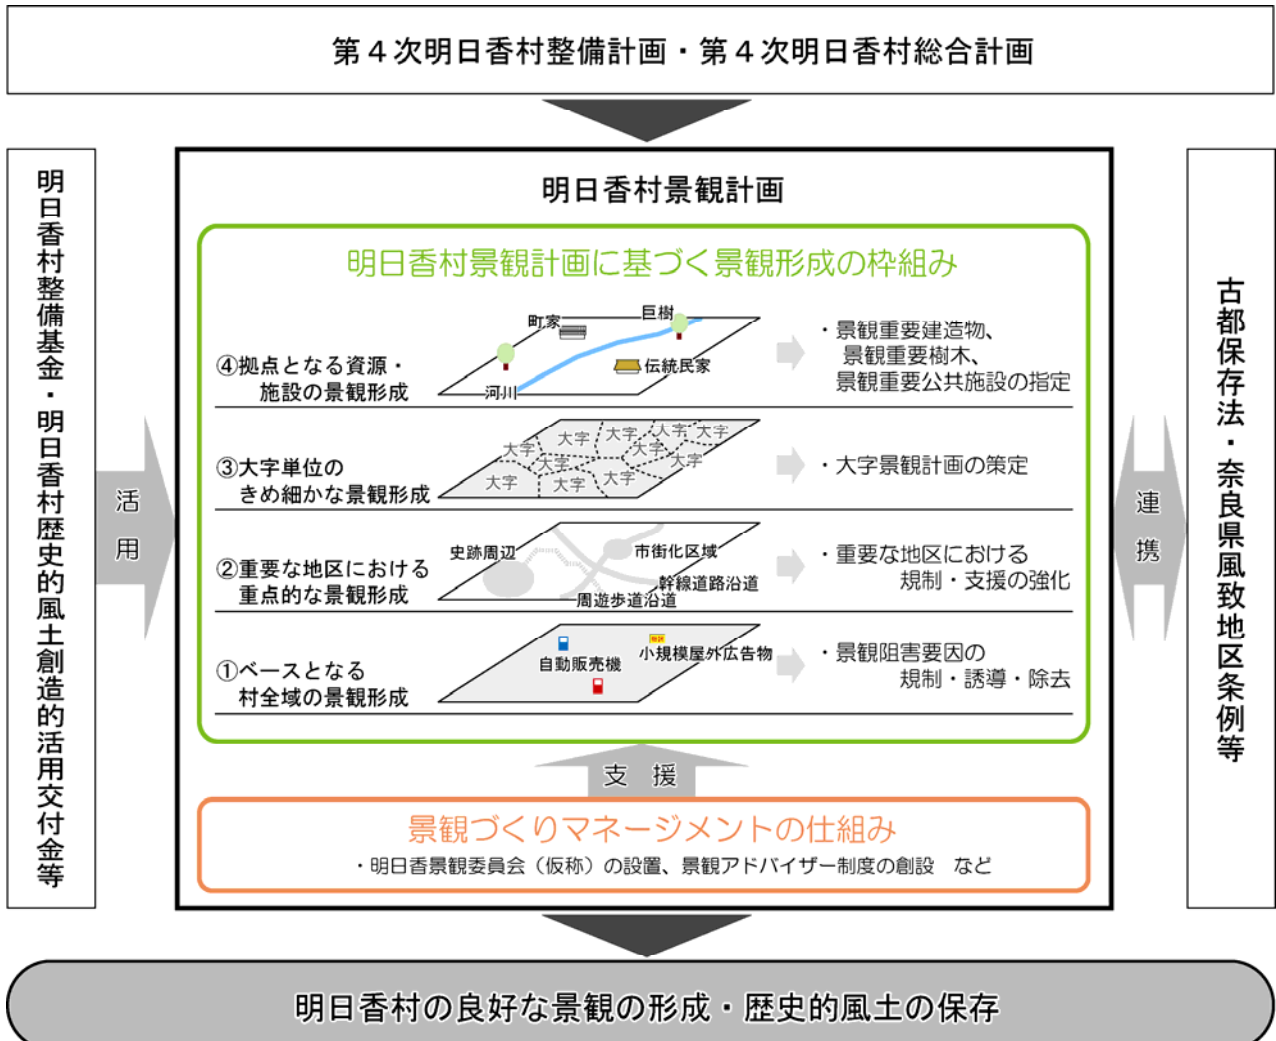 第４次明日香村整備計画・第４次明日香村総合計画
明日香村整備基金・明日香村歴史的風土創造的活用交付金等
活用
明日香村景観計画
明日香村景観計画に基づく景観形成の枠組み
④拠点となる資源・
施設の景観形成
町家
巨樹
伝統民家
河川
・景観重要建造物、
景観重要樹木、
景観重要公共施設の指定
③大字単位の
きめ細かな景観形成
大字
大字
大字
大字
大字
大字
大字
大字
大字
大字
大字
・大字景観計画の策定
②重要な地区における
重点的な景観形成
史跡周辺
市街化区域
幹線道路沿道
周遊歩道沿道
・重要な地区における
規制・支援の強化
①ベースとなる
村全域の景観形成
自動販売機
小規模屋外広告物
・景観阻害要因の
規制・誘導・除去
支援
景観づくりマネージメントの仕組み
・明日香景観委員会（仮称）の設置、景観アドバイザー制度の創設　など
連携
古都保存法・奈良県風致地区条例等
明日香村の良好な景観の形成・歴史的風土の保存